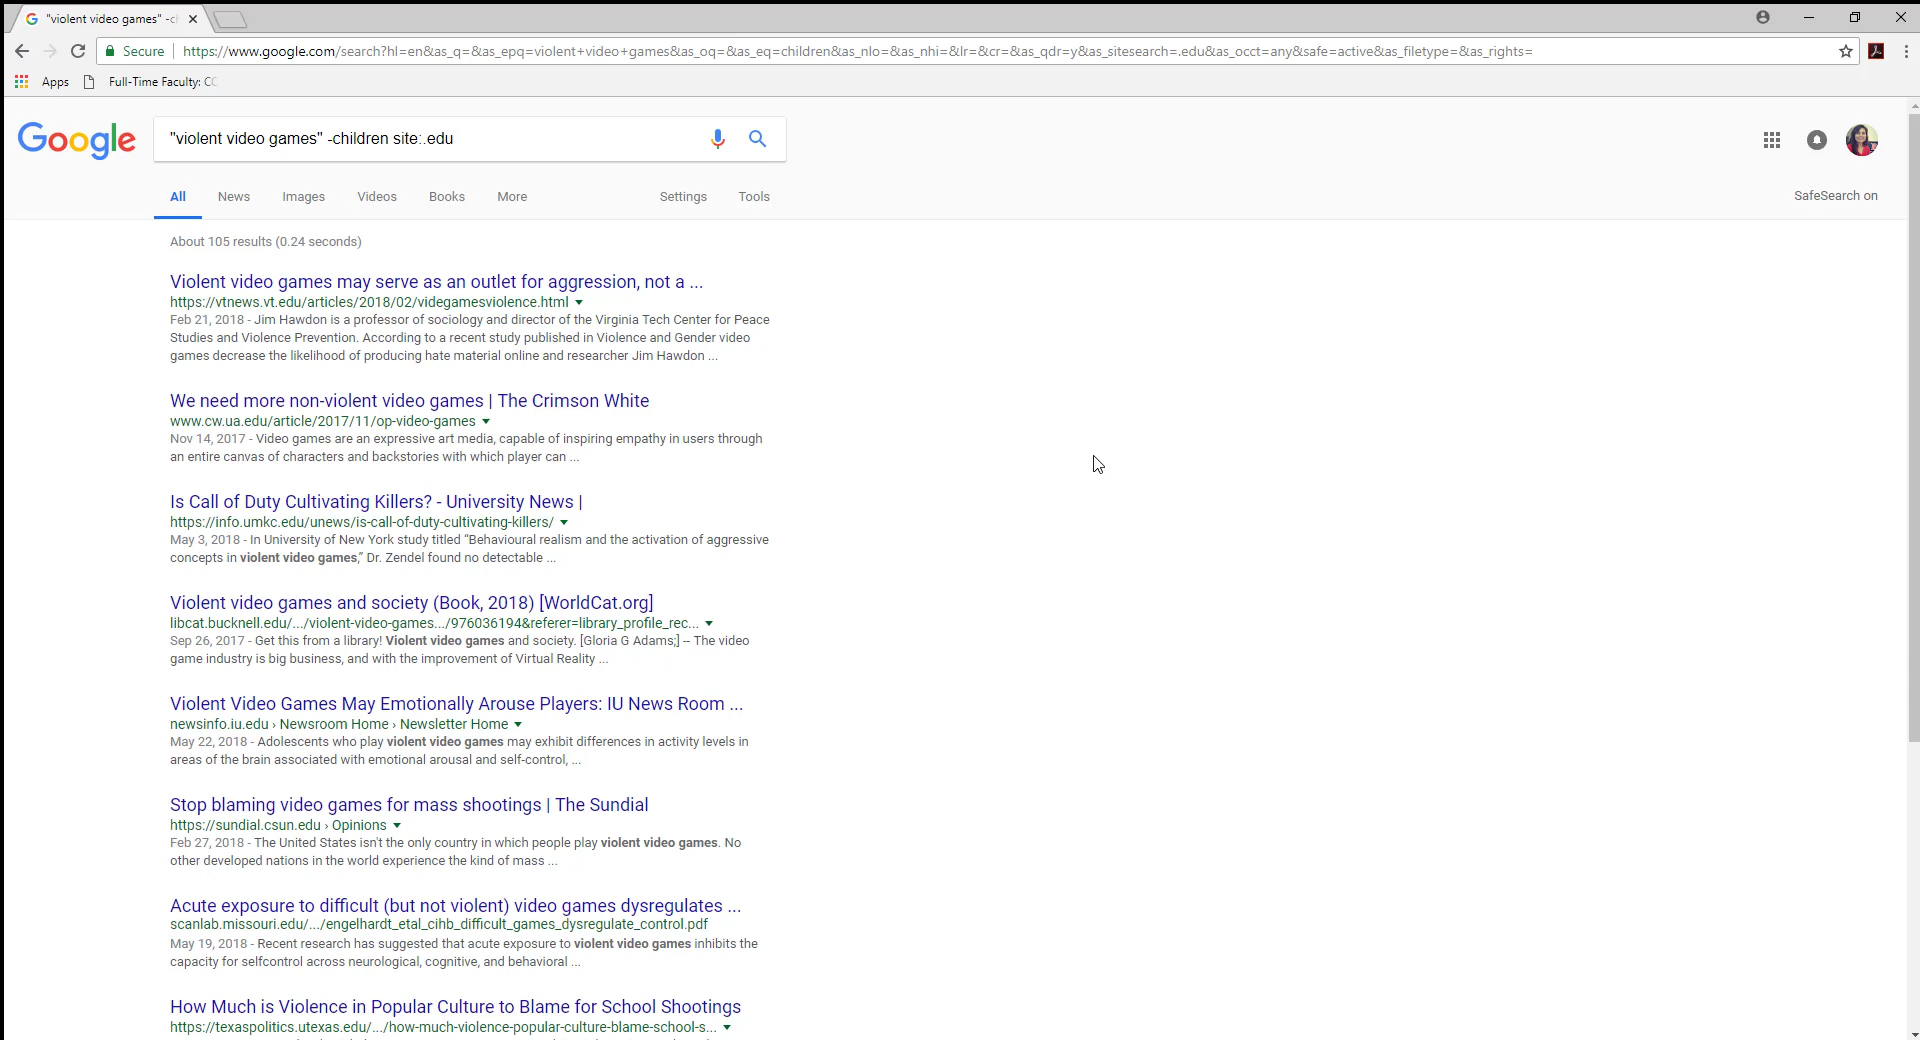 "violent video games" -c
Secure https://www.google.com/search?hl=en&as_q=&as_epq=violent+video+games&as_oq=&as_eq=children&as_nlo=&as_nhi=&lr=&cr=&as_qdr=y&as_sitesearch=.edu&as_occt=any&safe=active&as_filetype=&as_rights=
Apps Full-Time Faculty: CC
Google "violent video games" -children site:.edu
All News Images Videos Books More Settings Tools SafeSearch on
About 105 results (0.24 seconds)
Violent video games may serve as an outlet for aggression, not a ...
https://vtnews.vt.edu/articles/2018/02/videgamesviolence.html
Feb 21, 2018 - Jim Hawdon is a professor of sociology and director of the Virginia Tech Center for Peace
Studies and Violence Prevention. According to a recent study published in Violence and Gender video
games decrease the likelihood of producing hate material online and researcher Jim Hawdon ...
We need more non-violent video games | The Crimson White
www.cw.ua.edu/article/2017/11/op-video-games
Nov 14, 2017 - Video games are an expressive art media, capable of inspiring empathy in users through
an entire canvas of characters and backstories with which player can ...
Is Call of Duty Cultivating Killers? - University News |
https://info.umkc.edu/unews/is-call-of-duty-cultivating-killers/
May 3, 2018 - In University of New York study titled “Behavioural realism and the activation of aggressive
concepts in violent video games,” Dr. Zendel found no detectable ...
Violent video games and society (Book, 2018) [WorldCat.org]
libcat.bucknell.edu/.../violent-video-games.../976036194&referer=library_profile_rec...
Sep 26, 2017 - Get this from a library! Violent video games and society. [Gloria G Adams;] -- The video
game industry is big business, and with the improvement of Virtual Reality ...
Violent Video Games May Emotionally Arouse Players: IU News Room ...
newsinfo.iu.edu › Newsroom Home › Newsletter Home
May 22, 2018 - Adolescents who play violent video games may exhibit differences in activity levels in
areas of the brain associated with emotional arousal and self-control, ...
Stop blaming video games for mass shootings | The Sundial
https://sundial.csun.edu › Opinions
Feb 27, 2018 - The United States isn't the only country in which people play violent video games. No
other developed nations in the world experience the kind of mass ...
Acute exposure to difficult (but not violent) video games dysregulates ...
scanlab.missouri.edu/.../engelhardt_etal_cihb_difficult_games_dysregulate_control.pdf
May 19, 2018 - Recent research has suggested that acute exposure to violent video games inhibits the
capacity for selfcontrol across neurological, cognitive, and behavioral ...
How Much is Violence in Popular Culture to Blame for School Shootings
https://texaspolitics.utexas.edu/.../how-much-violence-popular-culture-blame-school-s...